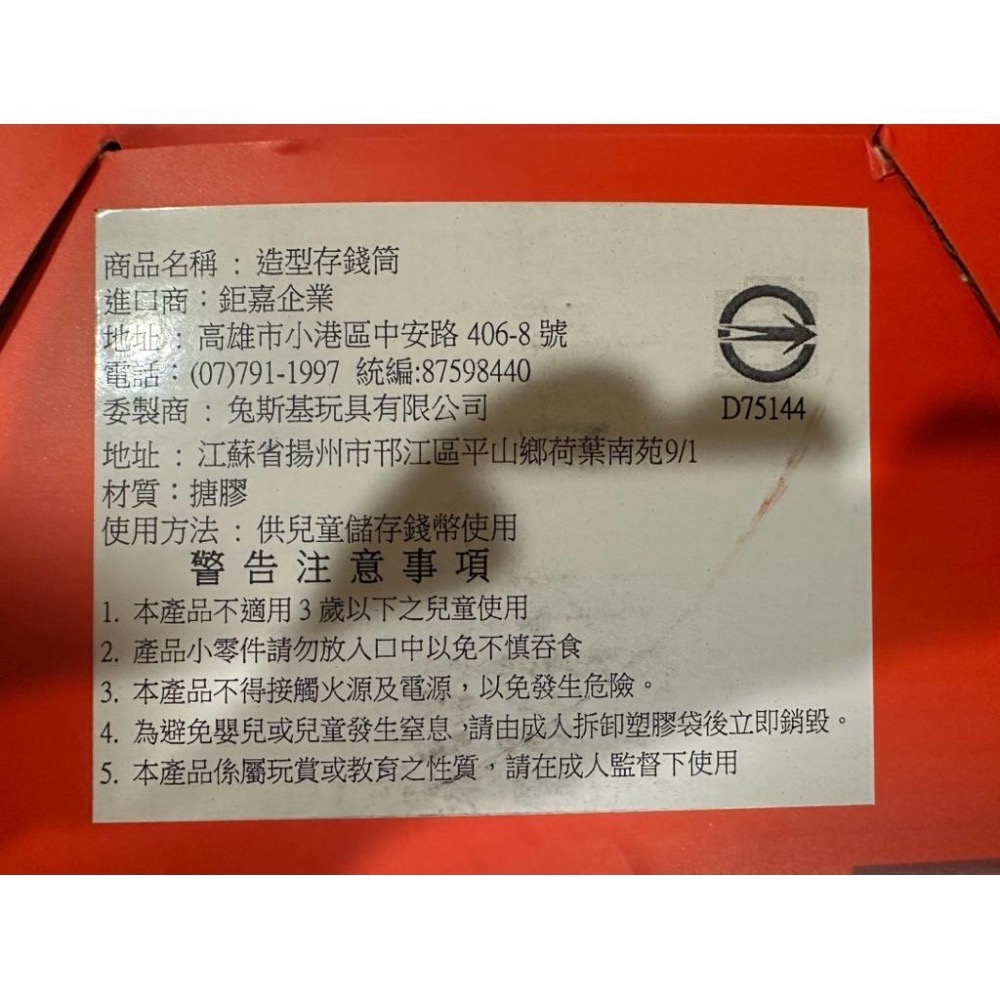 商品名稱：造型存錢筒
進口商：鉅嘉企業
地址：高雄市小港區中安路 406-8 號
電話：(07)791-1997 統編:87598440
委製商：兔斯基玩具有限公司
D75144
地址：江蘇省揚州市邗江區平山鄉荷葉南苑9/1
材質：搪膠
使用方法：供兒童儲存錢幣使用
警告注意事項
1. 本產品不適用 3 歲以下之兒童使用
2. 產品小零件請勿放入口中以免不慎吞食
3. 本產品不得接觸火源及電源，以免發生危險。
4. 為避免嬰兒或兒童發生窒息，請由成人拆卸塑膠袋後立即銷毀。
5. 本產品係屬玩賞或教育之性質，請在成人監督下使用